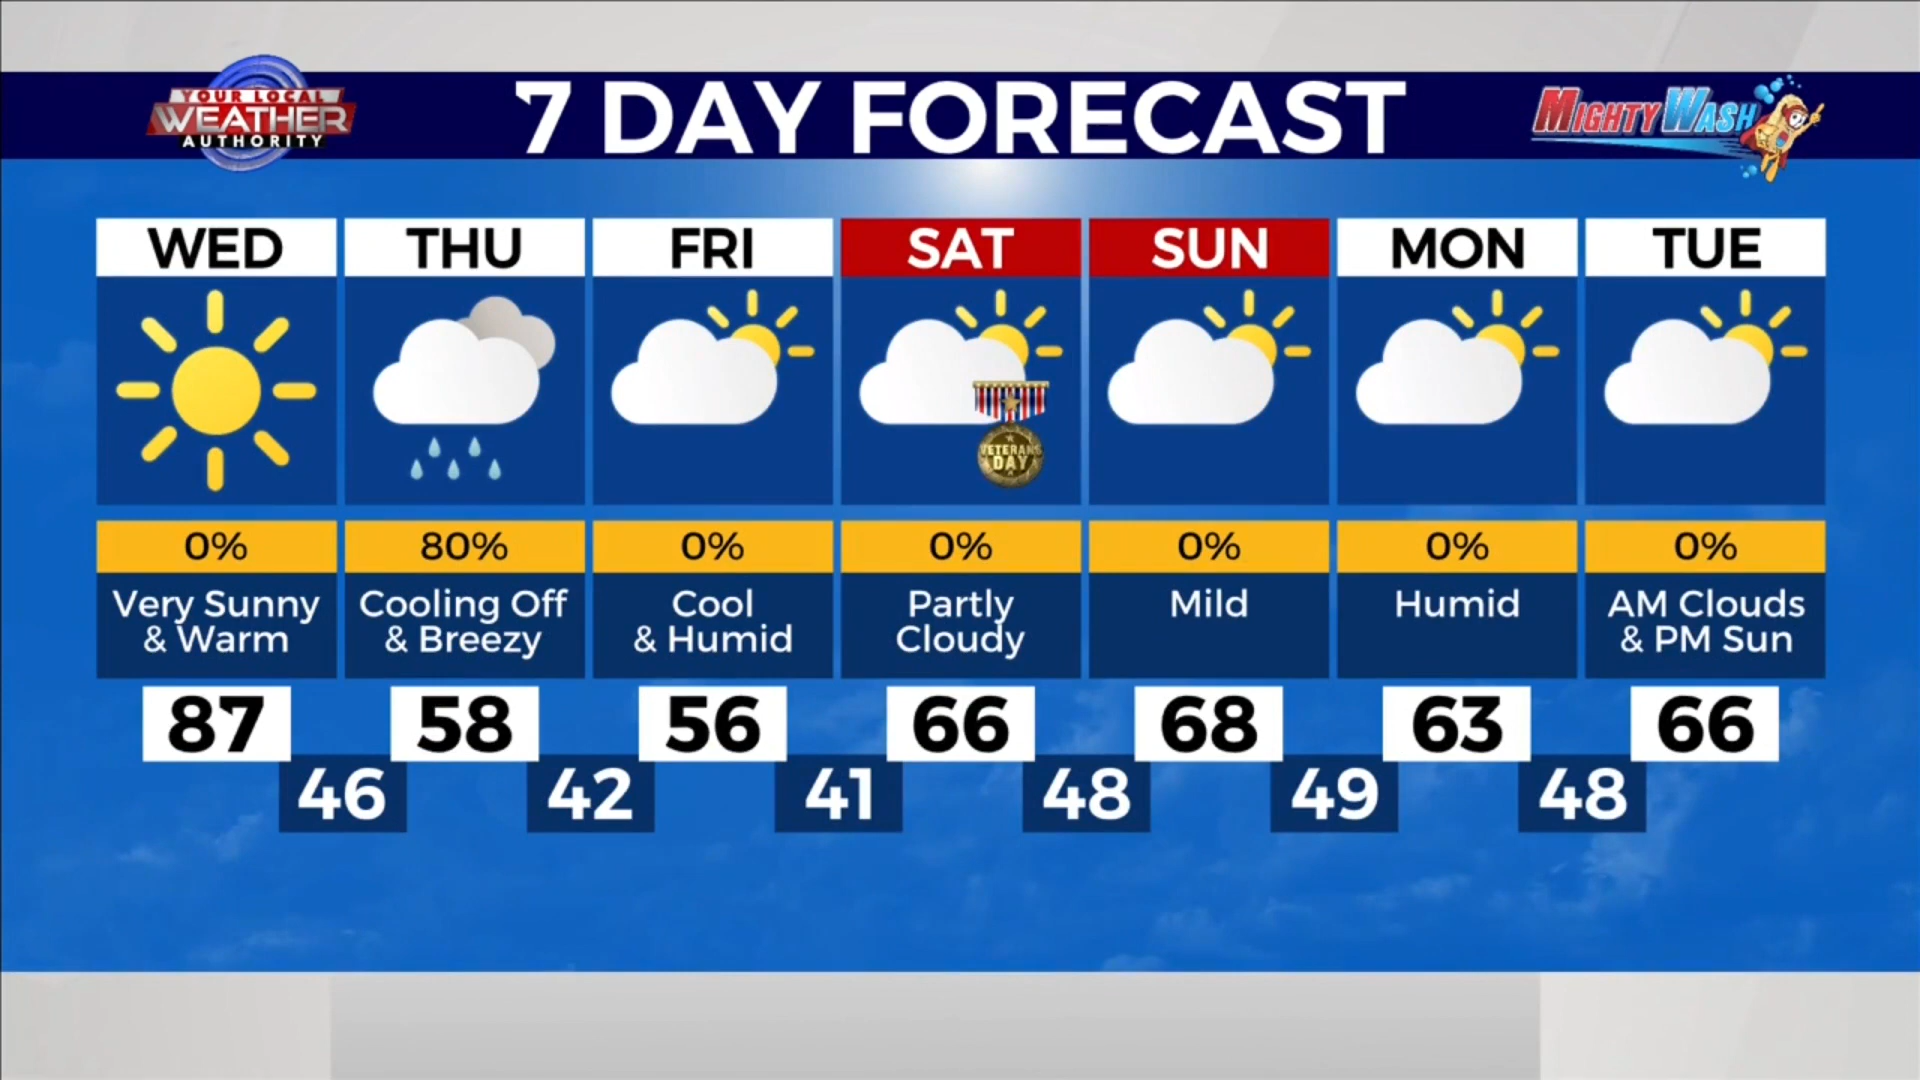 YOUR LOCAL
WEATHER
AUTHORITY
7 DAY FORECAST
MIGHTY WASH
WED
THU
FRI
SAT
SUN
MON
TUE
VETERANS
DAY
0%
80%
0%
0%
0%
0%
0%
Very Sunny
& Warm
Cooling Off
& Breezy
Cool
& Humid
Partly
Cloudy
Mild
Humid
AM Clouds
& PM Sun
87
58
56
66
68
63
66
46
42
41
48
49
48